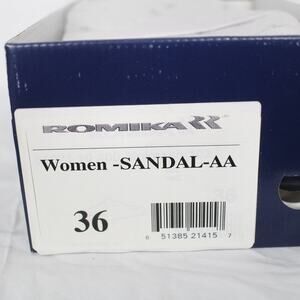 ROMIKA
Women -SANDAL-AA
36
6 51385 21415 7